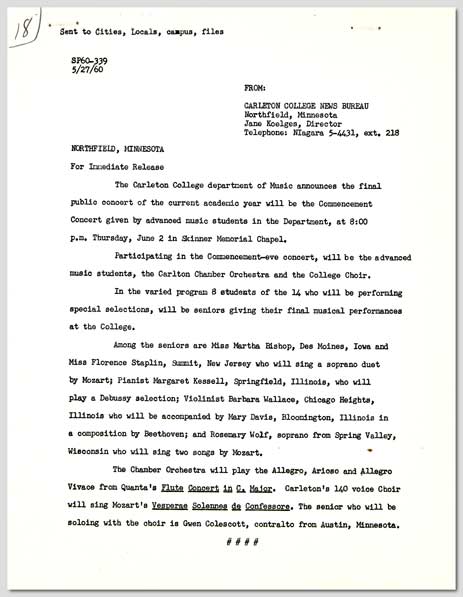 18
Sent to Cities, Locals, campus, files
SP60-339
5/27/60
FROM:
CARLETON COLLEGE NEWS BUREAU
Northfield, Minnesota
Jane Koelges, Director
Telephone: NIagara 5-4431, ext. 218
NORTHFIELD, MINNESOTA
For Immediate Release
The Carleton College department of Music announces the final
public concert of the current academic year will be the Commencement
Concert given by advanced music students in the Department, at 8:00
p.m. Thursday, June 2 in Skinner Memorial Chapel.
Participating in the Commencement-eve concert, will be the advanced
music students, the Carlton Chamber Orchestra and the College Choir.
In the varied program 8 students of the 14 who will be performing
special selections, will be seniors giving their final musical performances
at the College.
Among the seniors are Miss Martha Bishop, Des Moines, Iowa and
Miss Florence Staplin, Summit, New Jersey who will sing a soprano duet
by Mozart; Pianist Margaret Kessell, Springfield, Illinois, who will
play a Debussy selection; Violinist Barbara Wallace, Chicago Heights,
Illinois who will be accompanied by Mary Davis, Bloomington, Illinois in
a composition by Beethoven; and Rosemary Wolf, soprano from Spring Valley,
Wisconsin who will sing two songs by Mozart.
The Chamber Orchestra will play the Allegro, Arioso and Allegro
Vivace from Quanta's Flute Concert in G. Major. Carleton's 140 voice Choir
will sing Mozart's Vesperae Solennes de Confessore. The senior who will be
soloing with the choir is Gwen Colescott, contralto from Austin, Minnesota.
# # # #